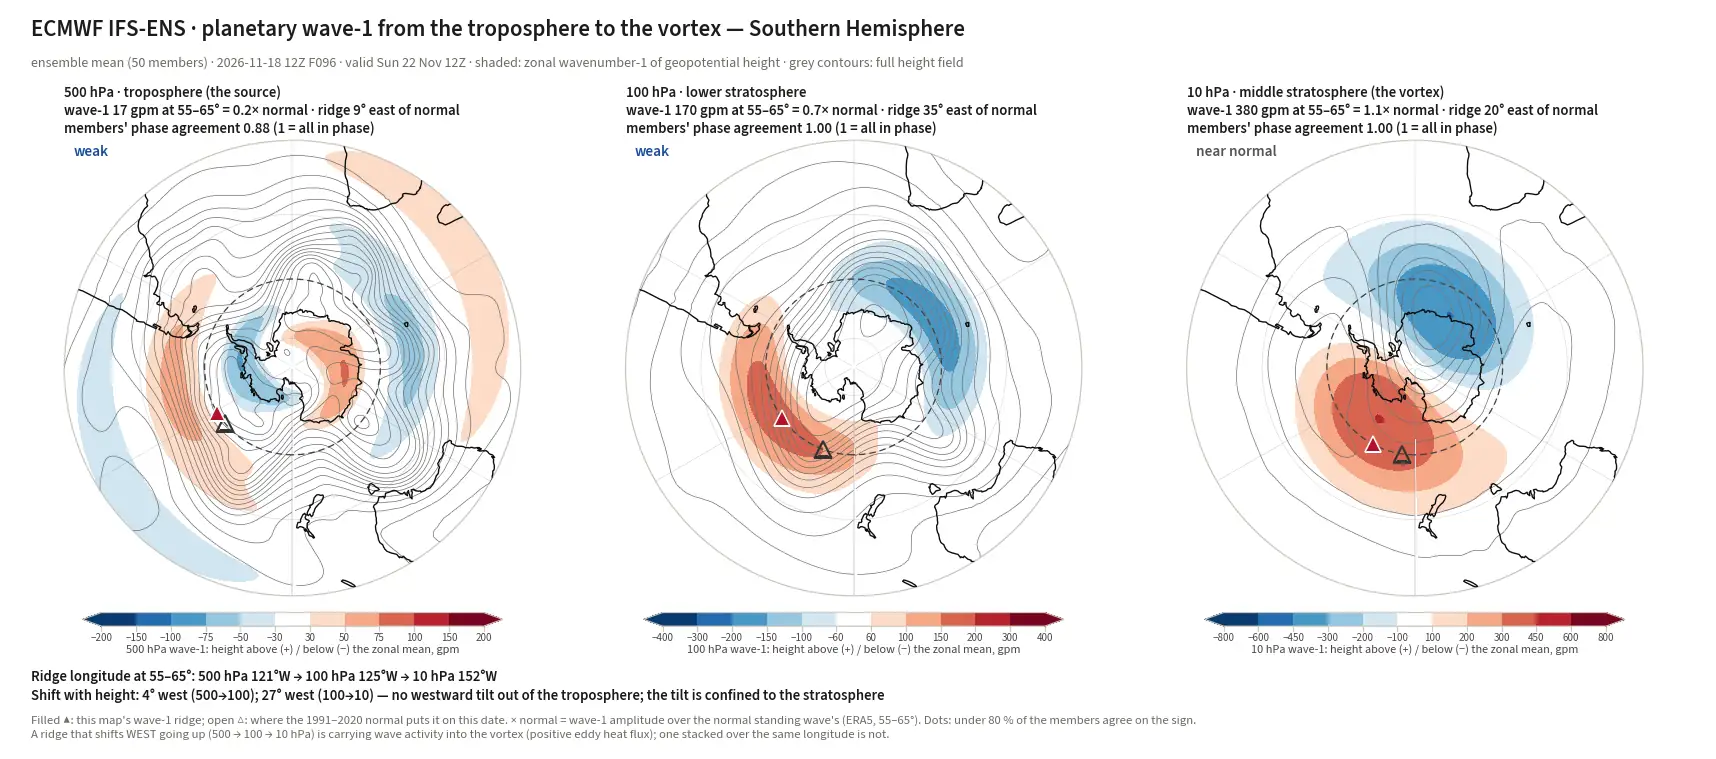 ECMWF IFS-ENS · planetary wave-1 from the troposphere to the vortex — Southern Hemisphere
ensemble mean (50 members) · 2026-11-18 12Z F096 · valid Sun 22 Nov 12Z · shaded: zonal wavenumber-1 of geopotential height · grey contours: full height field
500 hPa · troposphere (the source)
wave-1 17 gpm at 55–65° = 0.2× normal · ridge 9° east of normal
members' phase agreement 0.88 (1 = all in phase)
weak
100 hPa · lower stratosphere
wave-1 170 gpm at 55–65° = 0.7× normal · ridge 35° east of normal
members' phase agreement 1.00 (1 = all in phase)
weak
10 hPa · middle stratosphere (the vortex)
wave-1 380 gpm at 55–65° = 1.1× normal · ridge 20° east of normal
members' phase agreement 1.00 (1 = all in phase)
near normal
−200 −150 −100 −75 −50 −30 30 50 75 100 150 200
500 hPa wave-1: height above (+) / below (−) the zonal mean, gpm
−400 −300 −200 −150 −100 −60 60 100 150 200 300 400
100 hPa wave-1: height above (+) / below (−) the zonal mean, gpm
−800 −600 −450 −300 −200 −100 100 200 300 450 600 800
10 hPa wave-1: height above (+) / below (−) the zonal mean, gpm
Ridge longitude at 55–65°: 500 hPa 121°W → 100 hPa 125°W → 10 hPa 152°W
Shift with height: 4° west (500→100); 27° west (100→10) — no westward tilt out of the troposphere; the tilt is confined to the stratosphere
Filled ▲: this map's wave-1 ridge; open △: where the 1991–2020 normal puts it on this date. × normal = wave-1 amplitude over the normal standing wave's (ERA5, 55–65°). Dots: under 80 % of the members agree on the sign.
A ridge that shifts WEST going up (500 → 100 → 10 hPa) is carrying wave activity into the vortex (positive eddy heat flux); one stacked over the same longitude is not.